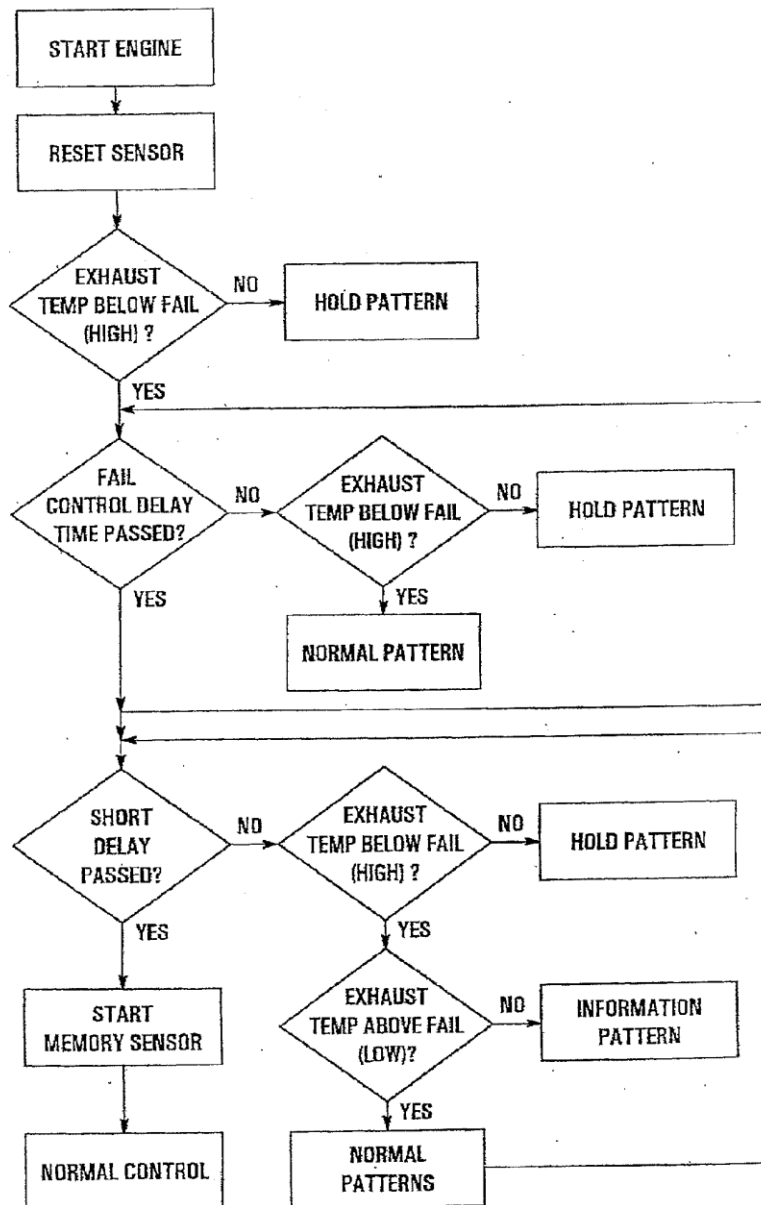 START ENGINE
RESET SENSOR
EXHAUST
TEMP BELOW FAIL
(HIGH) ?
NO
HOLD PATTERN
YES
FAIL
CONTROL DELAY
TIME PASSED?
NO
EXHAUST
TEMP BELOW FAIL
(HIGH) ?
NO
HOLD PATTERN
YES
YES
NORMAL PATTERN
SHORT
DELAY
PASSED?
NO
EXHAUST
TEMP BELOW FAIL
(HIGH) ?
NO
HOLD PATTERN
YES
YES
START
MEMORY SENSOR
EXHAUST
TEMP ABOVE FAIL
(LOW)?
NO
INFORMATION
PATTERN
YES
NORMAL CONTROL
NORMAL
PATTERNS